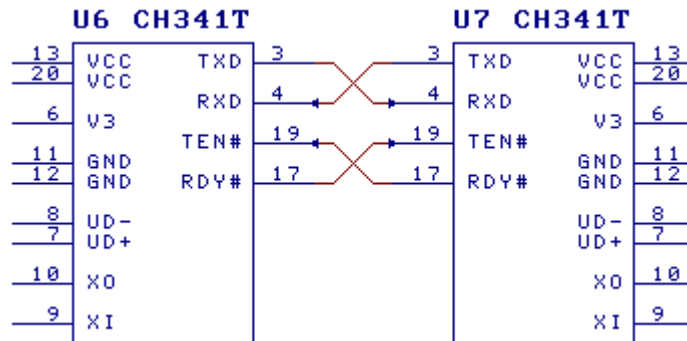 U6 CH341T U7 CH341T
13 VCC TXD 3 3 TXD VCC 13
20 VCC VCC 20
RXD 4 4 RXD
6 V3 V3 6
TEN# 19 19 TEN#
11 GND GND 11
12 GND RDY# 17 17 RDY# GND 12
8 UD- UD- 8
7 UD+ UD+ 7
10 XO XO 10
9 XI XI 9